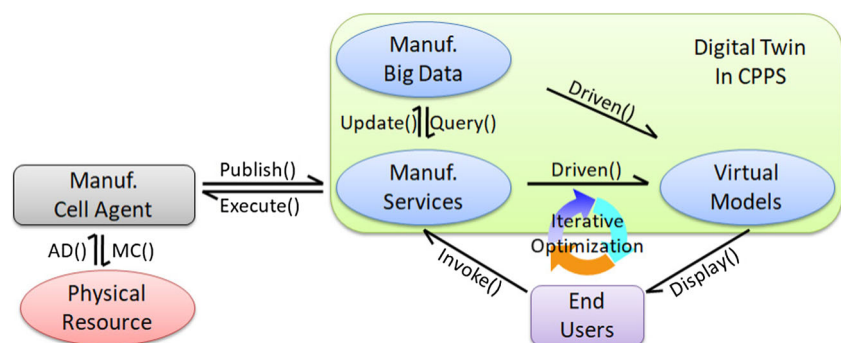 Manuf.
Big Data
Digital Twin
In CPPS
Driven()
Update()
Query()
Manuf.
Cell Agent
Publish()
Execute()
Manuf.
Services
Driven()
Virtual
Models
Iterative
Optimization
AD()
MC()
Invoke()
Display()
Physical
Resource
End
Users